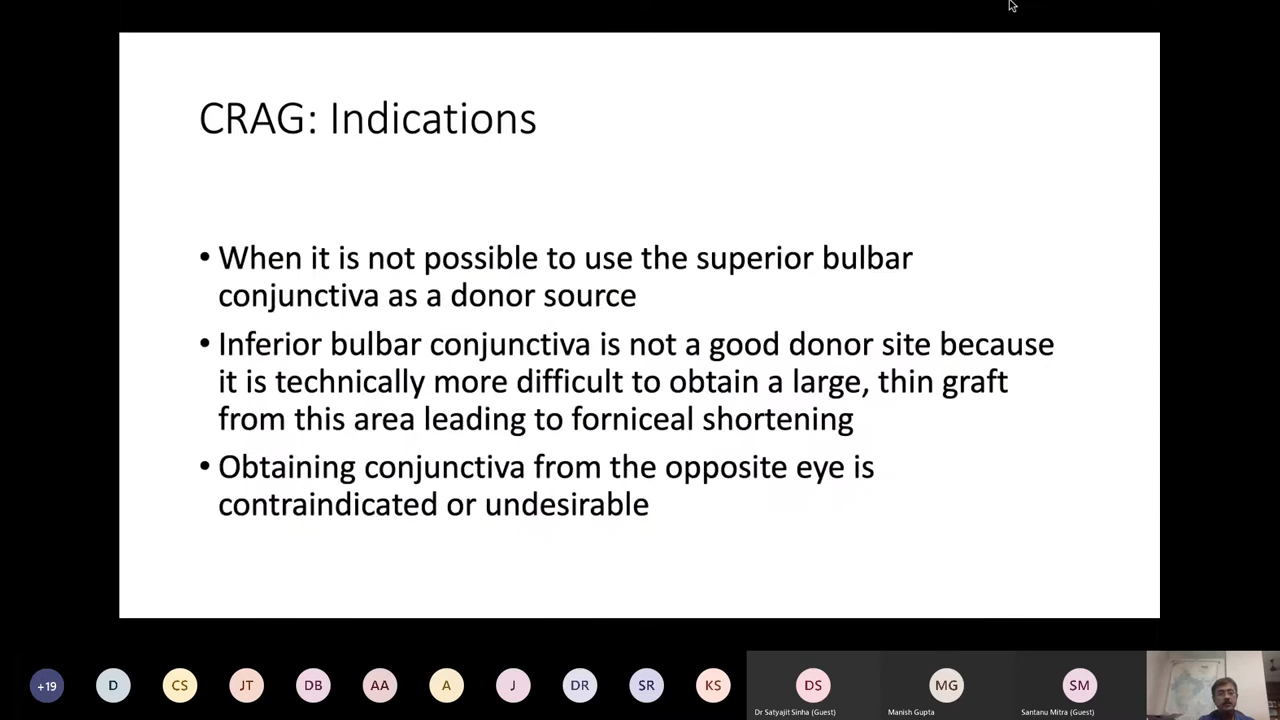 CRAG: Indications
• When it is not possible to use the superior bulbar
conjunctiva as a donor source
• Inferior bulbar conjunctiva is not a good donor site because
it is technically more difficult to obtain a large, thin graft
from this area leading to forniceal shortening
• Obtaining conjunctiva from the opposite eye is
contraindicated or undesirable
+19 D CS JT DB AA A J DR SR KS DS MG SM
Dr Satyajit Sinha (Guest) Manish Gupta Santanu Mitra (Guest)